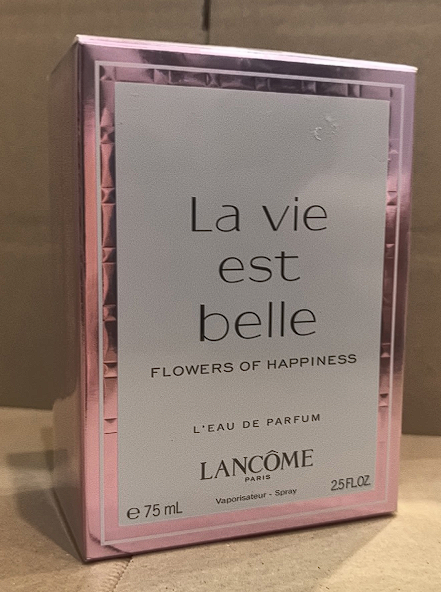 La vie
est
belle
FLOWERS OF HAPPINESS
L'EAU DE PARFUM
LANCÔME
PARIS
Vaporisateur - Spray
e 75 mL
2.5 FL.OZ.